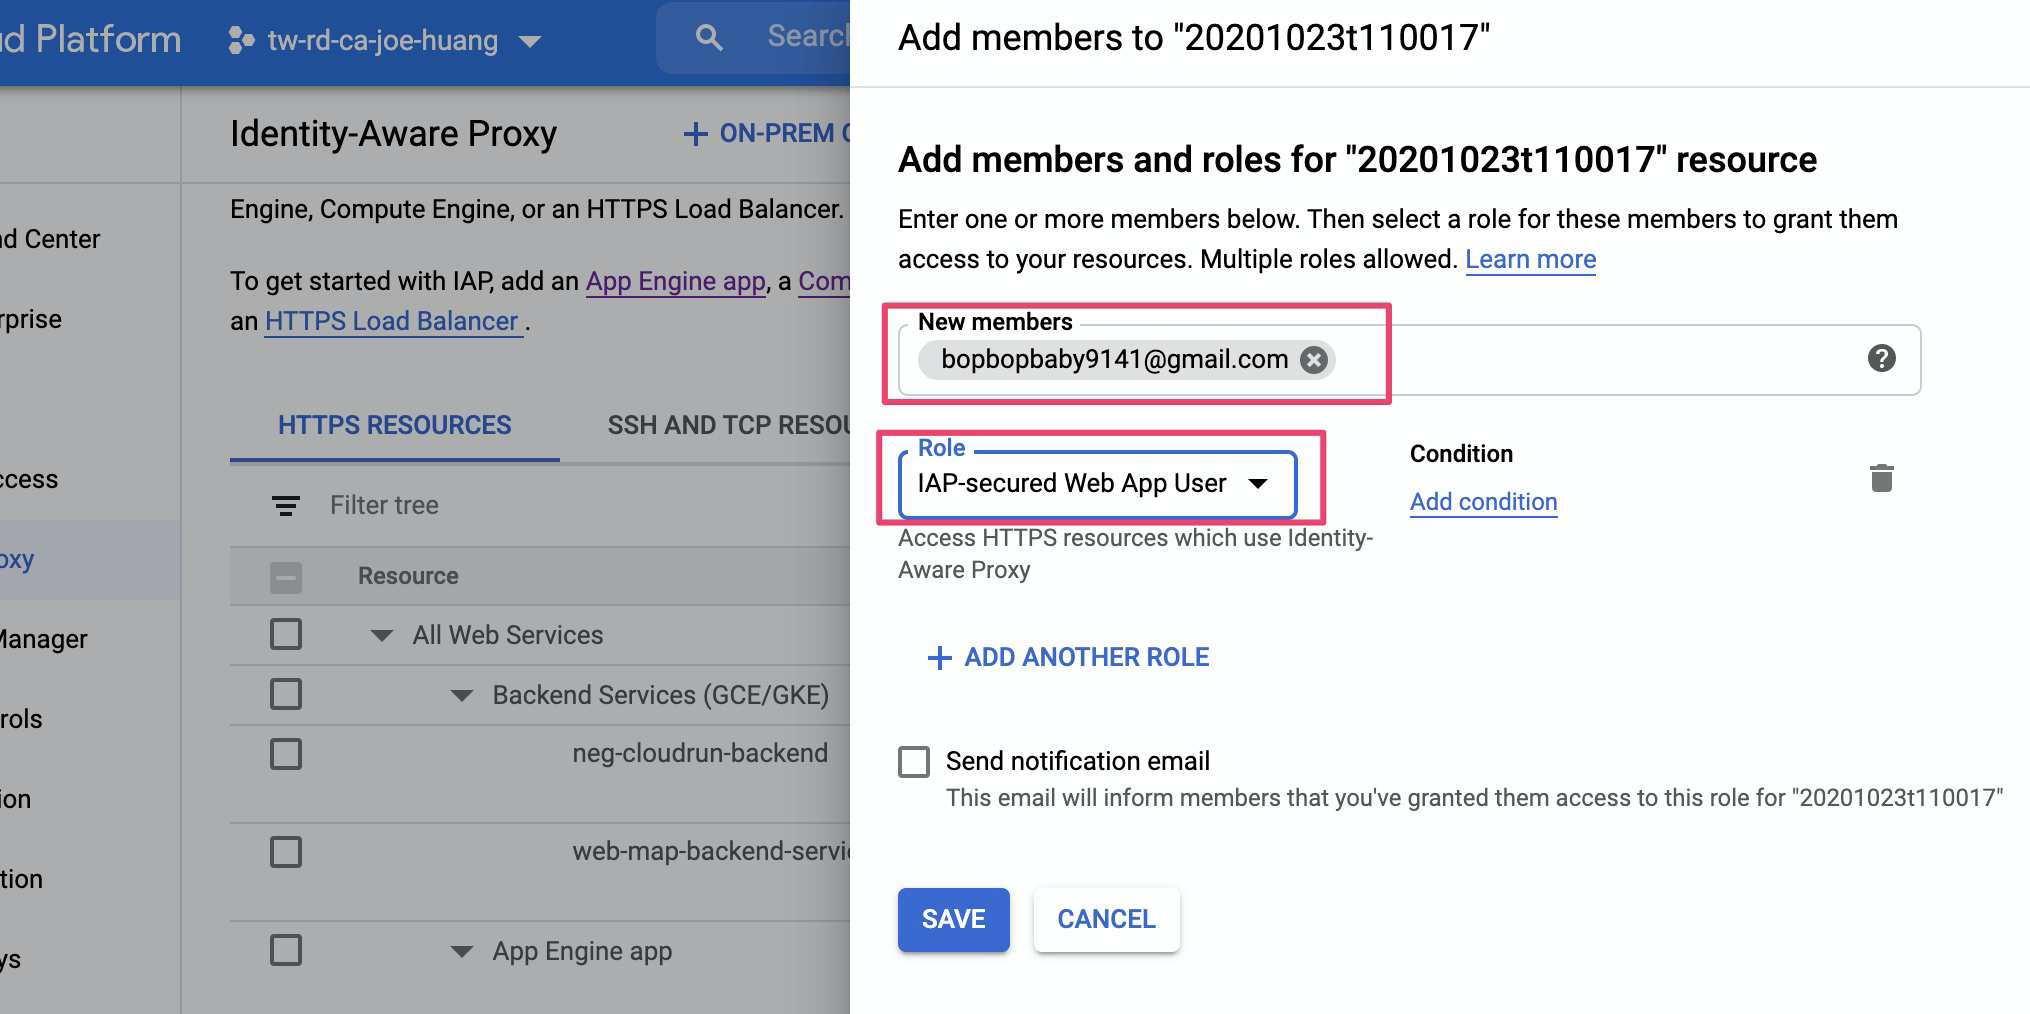 d Platform
tw-rd-ca-joe-huang
Search
Identity-Aware Proxy
ON-PREM
Engine, Compute Engine, or an HTTPS Load Balancer.
To get started with IAP, add an App Engine app, a Com
an HTTPS Load Balancer .
HTTPS RESOURCES
SSH AND TCP RESOU
Filter tree
Resource
All Web Services
Backend Services (GCE/GKE)
neg-cloudrun-backend
web-map-backend-servic
App Engine app
d Center
rprise
ccess
oxy
Manager
rols
ion
tion
ys
Add members to "20201023t110017"
Add members and roles for "20201023t110017" resource
Enter one or more members below. Then select a role for these members to grant them
access to your resources. Multiple roles allowed. Learn more
New members
bopbopbaby9141@gmail.com
Role
IAP-secured Web App User
Condition
Add condition
Access HTTPS resources which use Identity-
Aware Proxy
ADD ANOTHER ROLE
Send notification email
This email will inform members that you've granted them access to this role for "20201023t110017"
SAVE
CANCEL